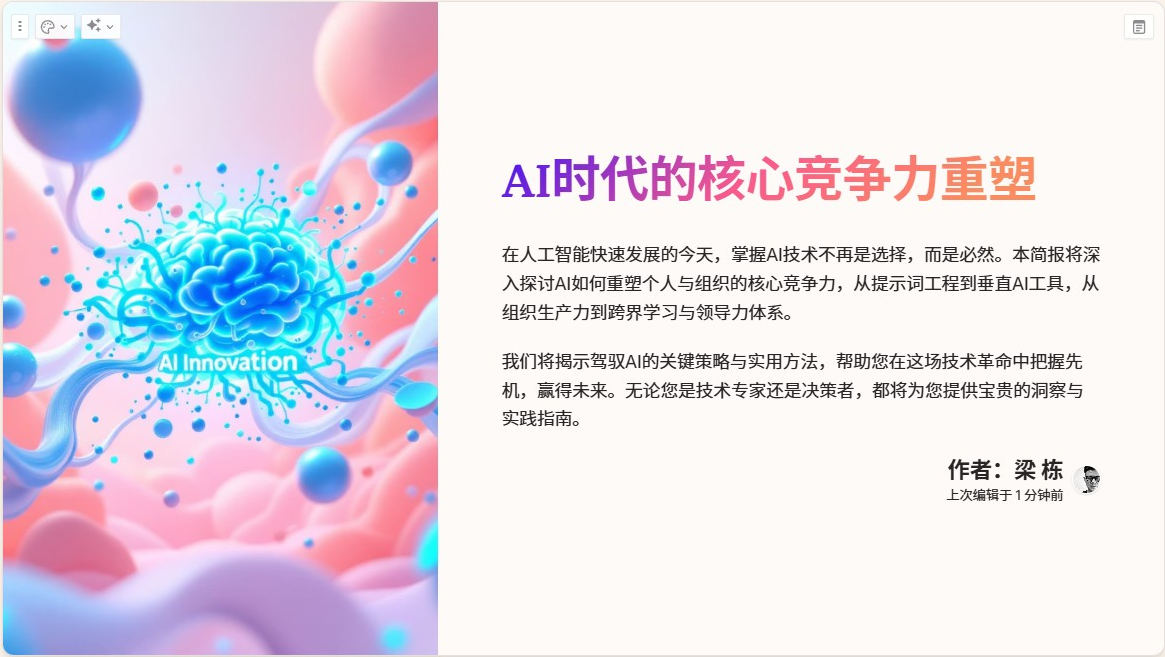 AI Innovation
AI时代的核心竞争力重塑
在人工智能快速发展的今天，掌握AI技术不再是选择，而是必然。本简报将深
入探讨AI如何重塑个人与组织的核心竞争力，从提示词工程到垂直AI工具，从
组织生产力到跨界学习与领导力体系。
我们将揭示驾驭AI的关键策略与实用方法，帮助您在这场技术革命中把握先
机，赢得未来。无论您是技术专家还是决策者，都将为您提供宝贵的洞察与
实践指南。
作者：梁 栋
上次编辑于 1 分钟前